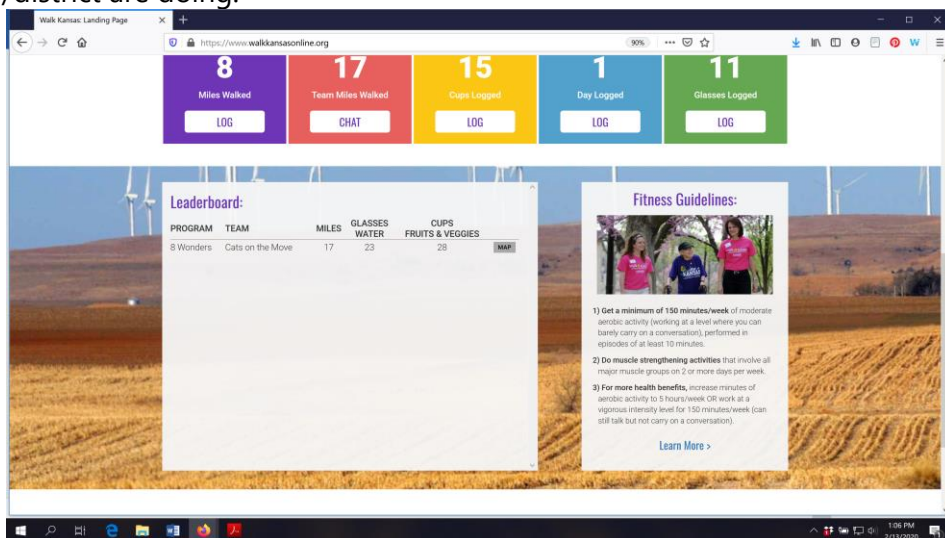 /district are doing.
Walk Kansas: Landing Page
https://www.walkkansasonline.org
90%
8
17
15
1
11
Miles Walked
Team Miles Walked
Cups Logged
Day Logged
Glasses Logged
LOG
CHAT
LOG
LOG
LOG
Leaderboard:
PROGRAM TEAM MILES GLASSES WATER CUPS FRUITS & VEGGIES
8 Wonders Cats on the Move 17 23 28 MAP
Fitness Guidelines:
1) Get a minimum of 150 minutes/week of moderate
aerobic activity (working at a level where you can
barely carry on a conversation), performed in
episodes of at least 10 minutes.
2) Do muscle strengthening activities that involve all
major muscle groups on 2 or more days per week.
3) For more health benefits, increase minutes of
aerobic activity to 5 hours/week OR work at a
vigorous intensity level for 150 minutes/week (can
still talk but not carry on a conversation).
Learn More >
1:06 PM
2/13/2020